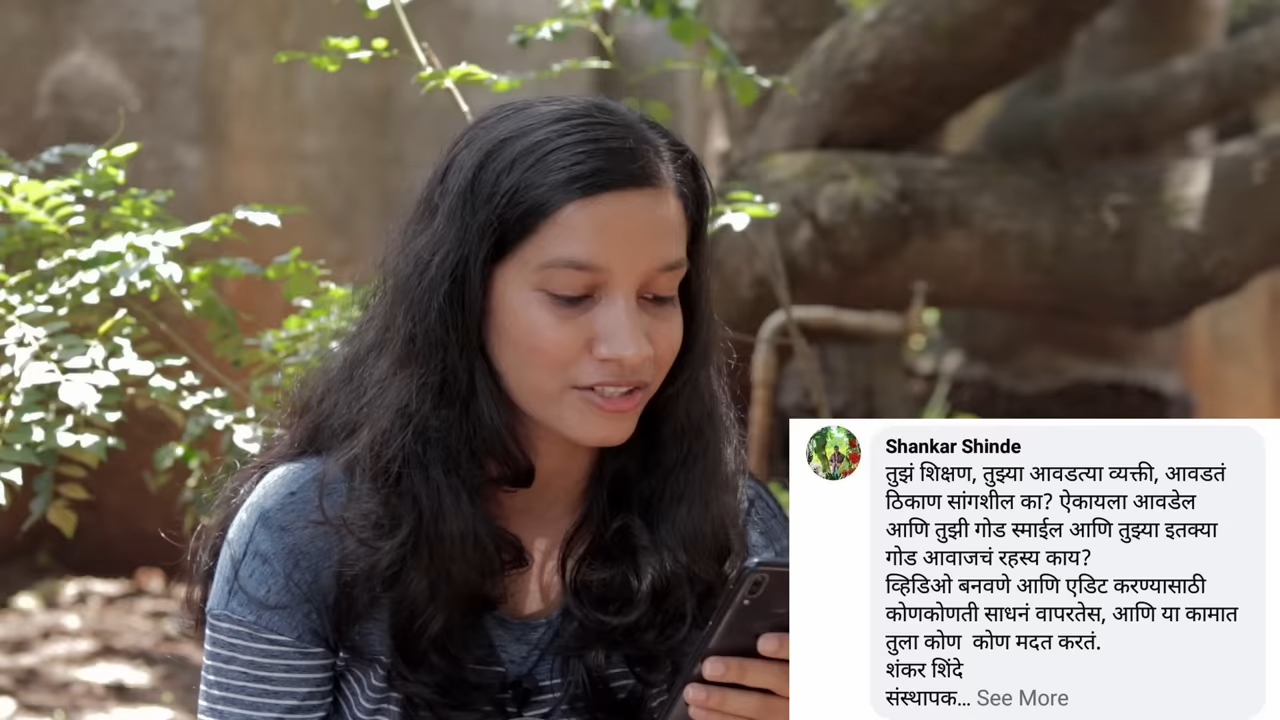 Shankar Shinde
तुझं शिक्षण, तुझ्या आवडत्या व्यक्ती, आवडतं
ठिकाण सांगशील का? ऐकायला आवडेल
आणि तुझी गोड स्माईल आणि तुझ्या इतक्या
गोड आवाजचं रहस्य काय?
व्हिडिओ बनवणे आणि एडिट करण्यासाठी
कोणकोणती साधनं वापरतेस, आणि या कामात
तुला कोण  कोण मदत करतं.
शंकर शिंदे
संस्थापक... See More